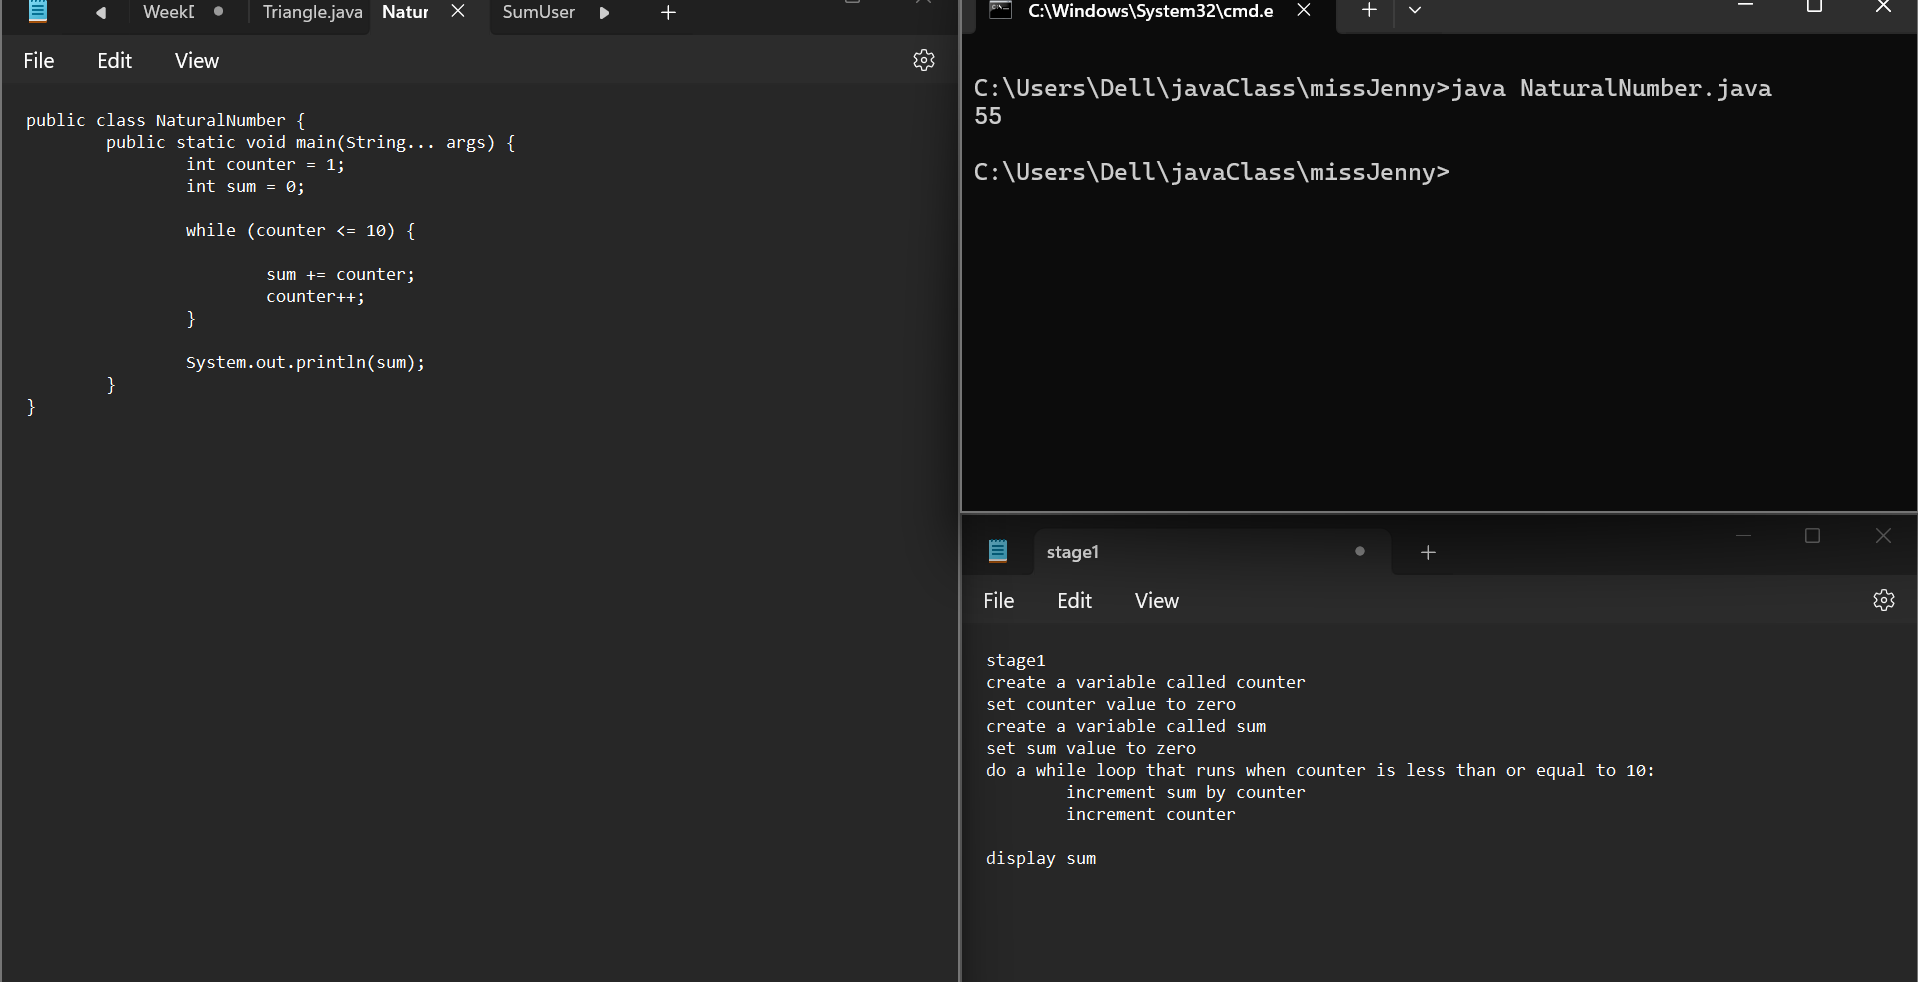 WeekD
Triangle.java
Natur
SumUser
File Edit View
public class NaturalNumber {
public static void main(String... args) {
int counter = 1;
int sum = 0;
while (counter <= 10) {
sum += counter;
counter++;
}
System.out.println(sum);
}
}
C:\Windows\System32\cmd.e
C:\Users\Dell\javaClass\missJenny>java NaturalNumber.java
55
C:\Users\Dell\javaClass\missJenny>
stage1
File Edit View
stage1
create a variable called counter
set counter value to zero
create a variable called sum
set sum value to zero
do a while loop that runs when counter is less than or equal to 10:
increment sum by counter
increment counter
display sum